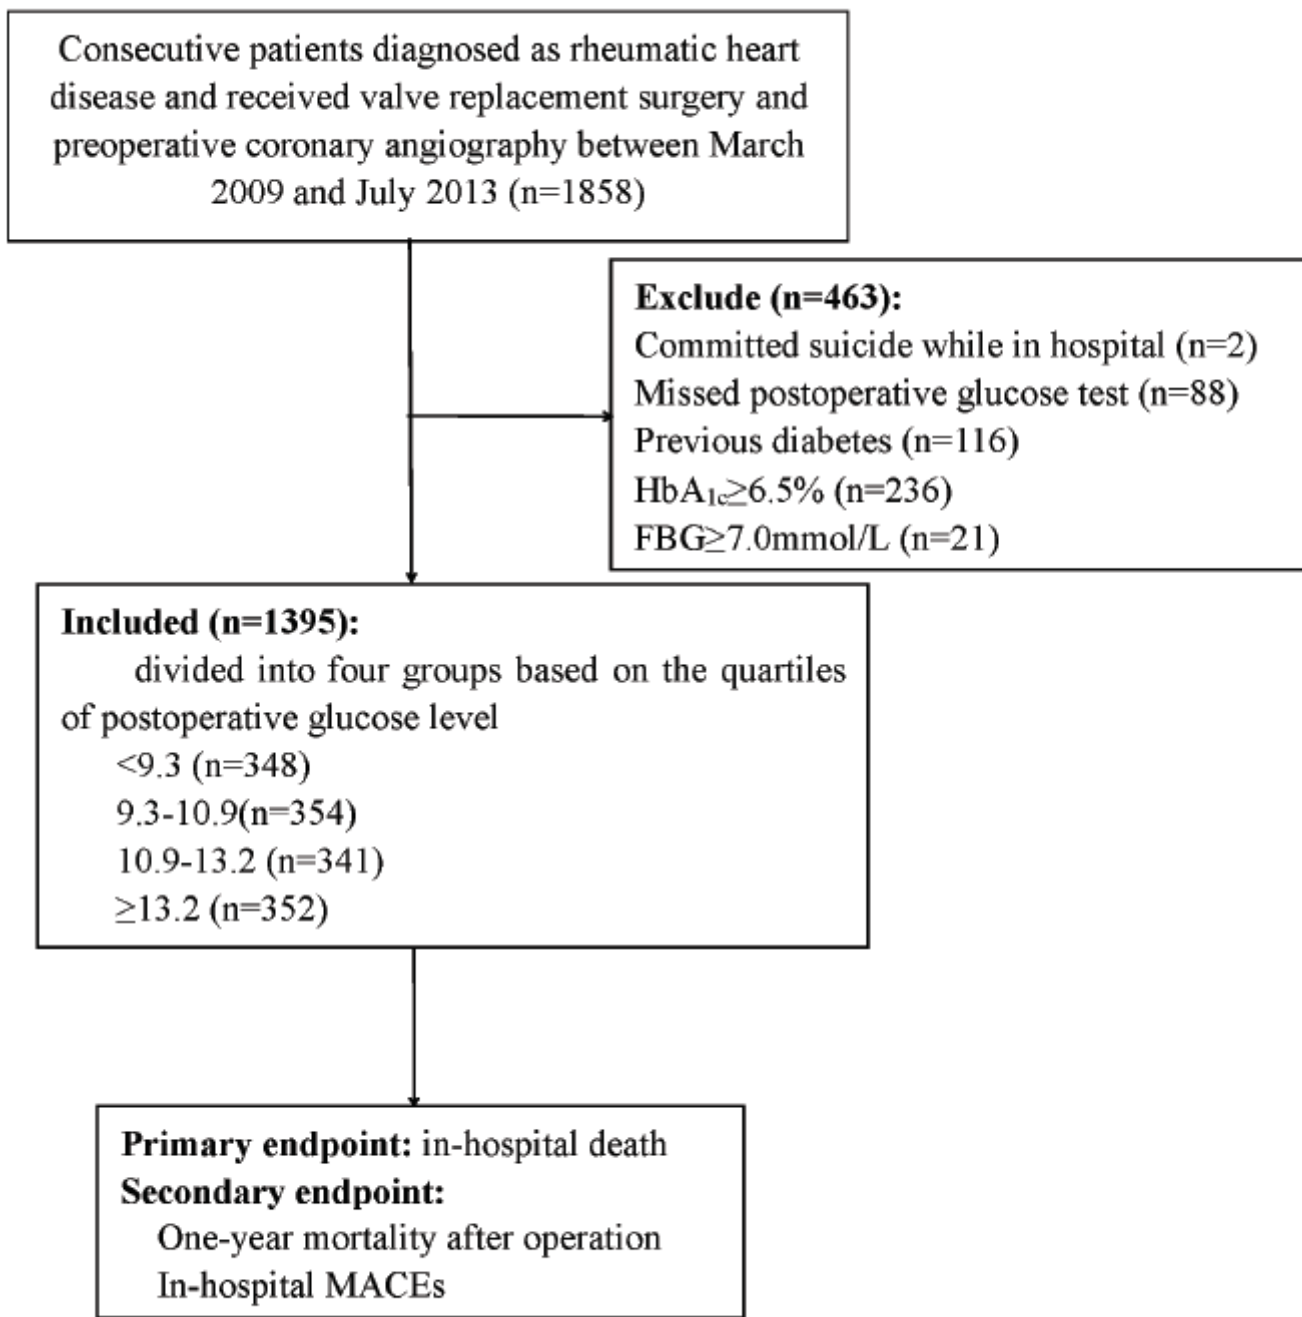 Consecutive patients diagnosed as rheumatic heart
disease and received valve replacement surgery and
preoperative coronary angiography between March
2009 and July 2013 (n=1858)
Exclude (n=463):
Committed suicide while in hospital (n=2)
Missed postoperative glucose test (n=88)
Previous diabetes (n=116)
HbA1c≥6.5% (n=236)
FBG≥7.0mmol/L (n=21)
Included (n=1395):
divided into four groups based on the quartiles
of postoperative glucose level
<9.3 (n=348)
9.3-10.9(n=354)
10.9-13.2 (n=341)
≥13.2 (n=352)
Primary endpoint: in-hospital death
Secondary endpoint:
One-year mortality after operation
In-hospital MACEs